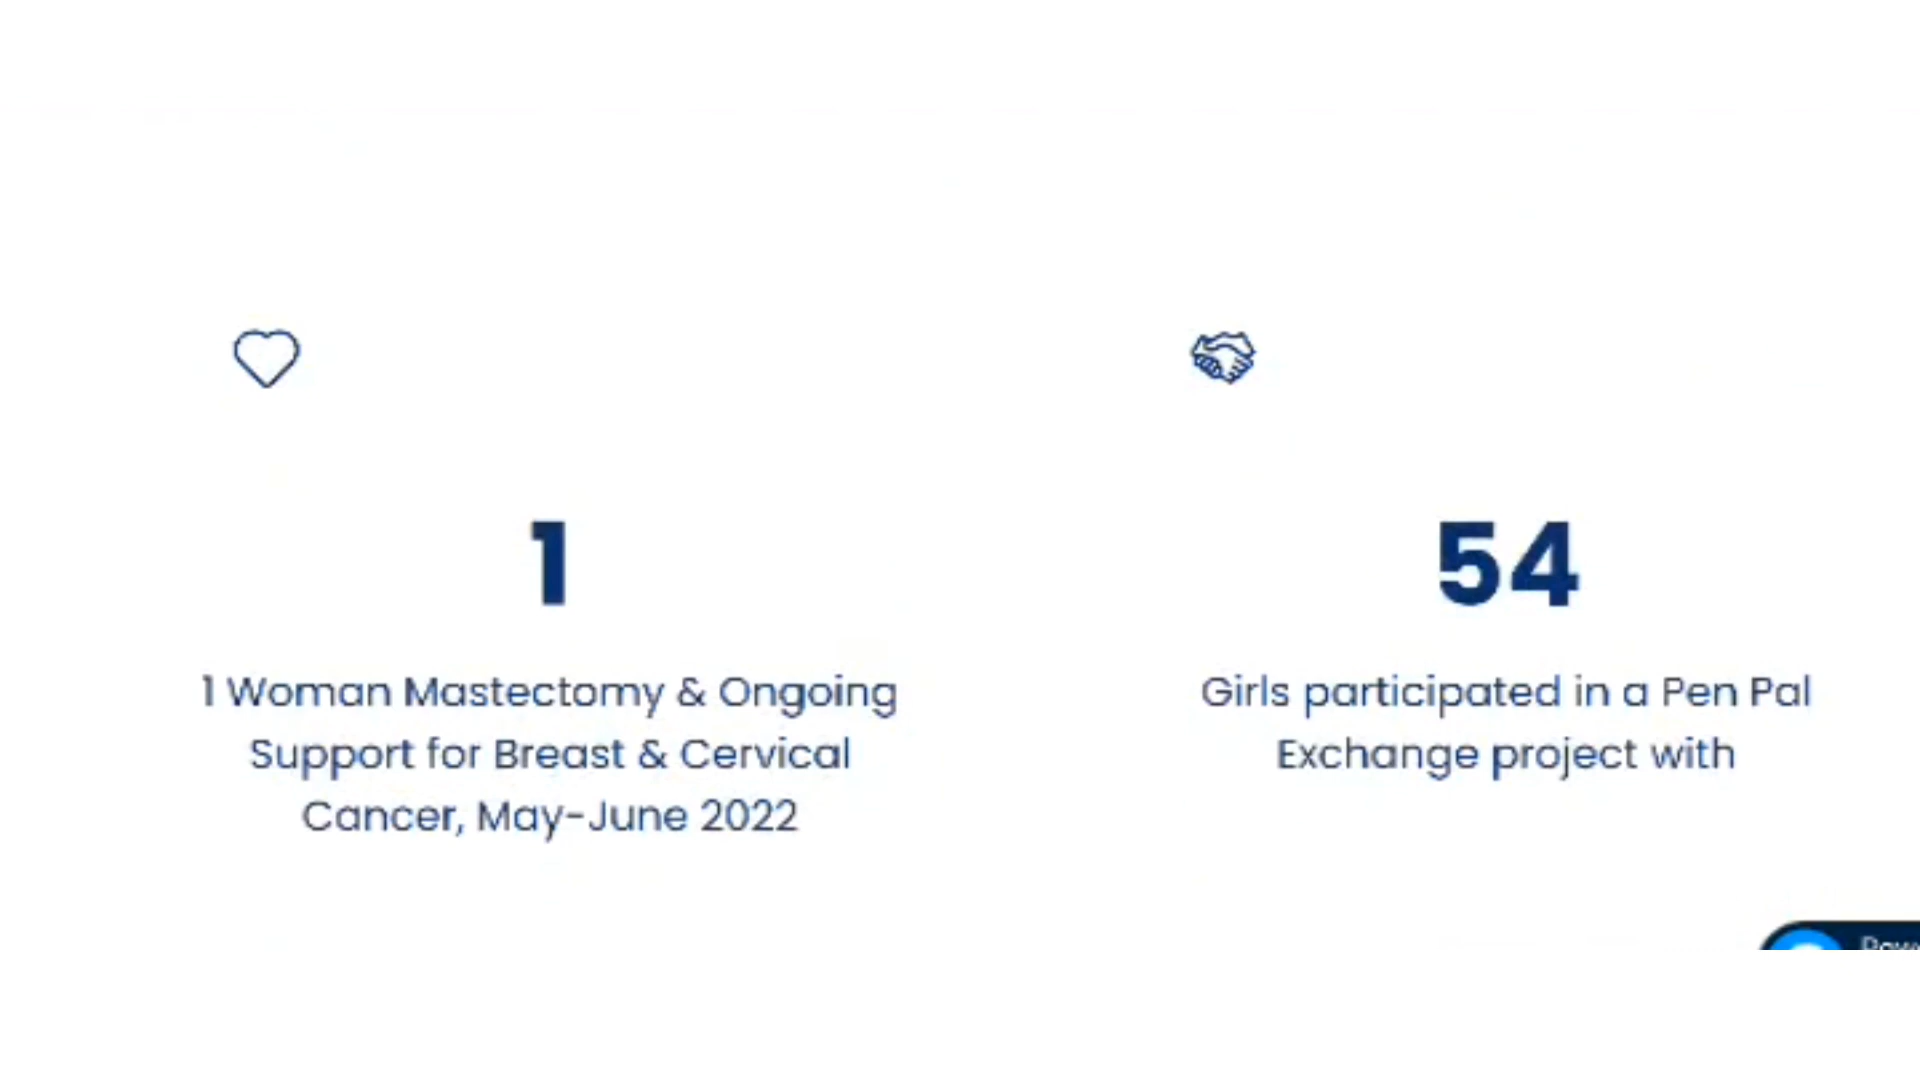 1
1 Woman Mastectomy & Ongoing
Support for Breast & Cervical
Cancer, May-June 2022
54
Girls participated in a Pen Pal
Exchange project with